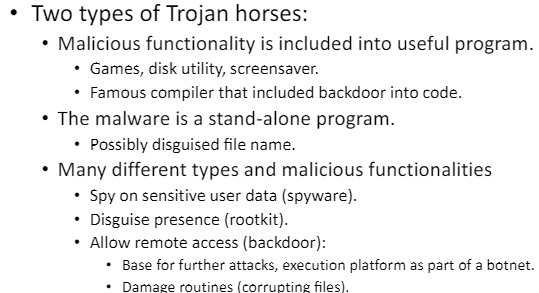 • Two types of Trojan horses:
• Malicious functionality is included into useful program.
• Games, disk utility, screensaver.
• Famous compiler that included backdoor into code.
• The malware is a stand-alone program.
• Possibly disguised file name.
• Many different types and malicious functionalities
• Spy on sensitive user data (spyware).
• Disguise presence (rootkit).
• Allow remote access (backdoor):
• Base for further attacks, execution platform as part of a botnet.
• Damage routines (corrupting files).